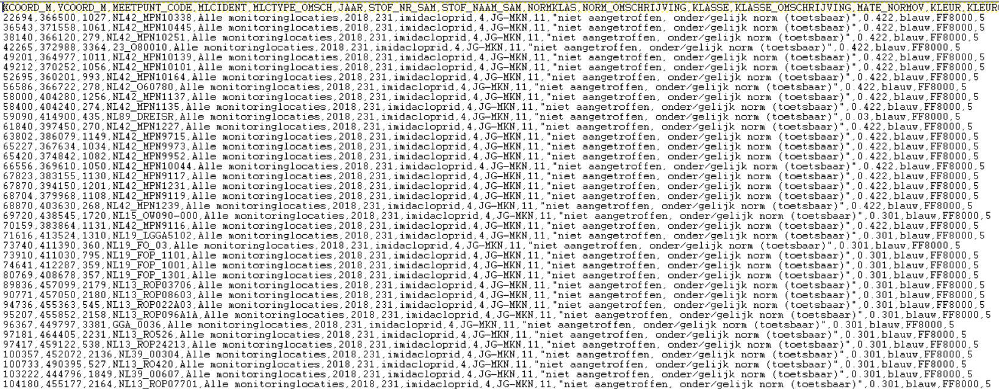 XCOORD_M,YCOORD_M,MEETPUNT_CODE,MLCIDENT,MLCTYPE_OMSCH,JAAR,STOF_NR_SAM,STOF_NAAM_SAM,NORMKLAS,NORM_OMSCHRIJVING,KLASSE,KLASSE_OMSCHRIJVING,MATE_NORMOV,KLEUR,KLEUR
22694,366500,1027,NL42_MPN10338,Alle monitoringlocaties,2018,231,imidacloprid,4,JG-MKN,11,"niet aangetroffen, onder/gelijk norm (toetsbaar)",0.422,blauw,FF8000,5
36543,371558,1061,NL42_MPN10445,Alle monitoringlocaties,2018,231,imidacloprid,4,JG-MKN,11,"niet aangetroffen, onder/gelijk norm (toetsbaar)",0.422,blauw,FF8000,5
38140,366120,279,NL42_MPN10251,Alle monitoringlocaties,2018,231,imidacloprid,4,JG-MKN,11,"niet aangetroffen, onder/gelijk norm (toetsbaar)",0.422,blauw,FF8000,5
42265,372988,3364,23_O80010,Alle monitoringlocaties,2018,231,imidacloprid,4,JG-MKN,11,"niet aangetroffen, onder/gelijk norm (toetsbaar)",0.422,blauw,FF8000,5
49201,364977,1011,NL42_MPN10139,Alle monitoringlocaties,2018,231,imidacloprid,4,JG-MKN,11,"niet aangetroffen, onder/gelijk norm (toetsbaar)",0.422,blauw,FF8000,5
49212,370252,1056,NL42_MPN10101,Alle monitoringlocaties,2018,231,imidacloprid,4,JG-MKN,11,"niet aangetroffen, onder/gelijk norm (toetsbaar)",0.422,blauw,FF8000,5
52695,360201,993,NL42_MPN10164,Alle monitoringlocaties,2018,231,imidacloprid,4,JG-MKN,11,"niet aangetroffen, onder/gelijk norm (toetsbaar)",0.422,blauw,FF8000,5
56586,366722,278,NL42_O60780,Alle monitoringlocaties,2018,231,imidacloprid,4,JG-MKN,11,"niet aangetroffen, onder/gelijk norm (toetsbaar)",0.422,blauw,FF8000,5
58000,404280,1256,NL42_MPN1137,Alle monitoringlocaties,2018,231,imidacloprid,4,JG-MKN,11,"niet aangetroffen, onder/gelijk norm (toetsbaar)",0.422,blauw,FF8000,5
58400,404240,274,NL42_MPN1135,Alle monitoringlocaties,2018,231,imidacloprid,4,JG-MKN,11,"niet aangetroffen, onder/gelijk norm (toetsbaar)",0.422,blauw,FF8000,5
59090,414900,435,NL89_DREISR,Alle monitoringlocaties,2018,231,imidacloprid,4,JG-MKN,11,"niet aangetroffen, onder/gelijk norm (toetsbaar)",0.03,blauw,FF8000,5
61840,397450,270,NL42_MPN1227,Alle monitoringlocaties,2018,231,imidacloprid,4,JG-MKN,11,"niet aangetroffen, onder/gelijk norm (toetsbaar)",0.422,blauw,FF8000,5
63802,386079,1149,NL42_MPN9715,Alle monitoringlocaties,2018,231,imidacloprid,4,JG-MKN,11,"niet aangetroffen, onder/gelijk norm (toetsbaar)",0.422,blauw,FF8000,5
65227,367634,1034,NL42_MPN9973,Alle monitoringlocaties,2018,231,imidacloprid,4,JG-MKN,11,"niet aangetroffen, onder/gelijk norm (toetsbaar)",0.422,blauw,FF8000,5
65420,374842,1082,NL42_MPN9952,Alle monitoringlocaties,2018,231,imidacloprid,4,JG-MKN,11,"niet aangetroffen, onder/gelijk norm (toetsbaar)",0.422,blauw,FF8000,5
66556,369610,1050,NL42_MPN10044,Alle monitoringlocaties,2018,231,imidacloprid,4,JG-MKN,11,"niet aangetroffen, onder/gelijk norm (toetsbaar)",0.422,blauw,FF8000,5
67823,383155,1130,NL42_MPN9117,Alle monitoringlocaties,2018,231,imidacloprid,4,JG-MKN,11,"niet aangetroffen, onder/gelijk norm (toetsbaar)",0.422,blauw,FF8000,5
67870,394150,1201,NL42_MPN1231,Alle monitoringlocaties,2018,231,imidacloprid,4,JG-MKN,11,"niet aangetroffen, onder/gelijk norm (toetsbaar)",0.422,blauw,FF8000,5
68704,379968,1108,NL42_MPN9119,Alle monitoringlocaties,2018,231,imidacloprid,4,JG-MKN,11,"niet aangetroffen, onder/gelijk norm (toetsbaar)",0.422,blauw,FF8000,5
68870,403630,268,NL42_MPN1239,Alle monitoringlocaties,2018,231,imidacloprid,4,JG-MKN,11,"niet aangetroffen, onder/gelijk norm (toetsbaar)",0.422,blauw,FF8000,5
69720,438545,1720,NL15_OW090-000,Alle monitoringlocaties,2018,231,imidacloprid,4,JG-MKN,11,"niet aangetroffen, onder/gelijk norm (toetsbaar)",0.301,blauw,FF8000,5
70159,383864,1131,NL42_MPN9116,Alle monitoringlocaties,2018,231,imidacloprid,4,JG-MKN,11,"niet aangetroffen, onder/gelijk norm (toetsbaar)",0.422,blauw,FF8000,5
71616,413524,1310,NL19_LGGA5102,Alle monitoringlocaties,2018,231,imidacloprid,4,JG-MKN,11,"niet aangetroffen, onder/gelijk norm (toetsbaar)",0.301,blauw,FF8000,5
73740,411390,360,NL19_FO_03,Alle monitoringlocaties,2018,231,imidacloprid,4,JG-MKN,11,"niet aangetroffen, onder/gelijk norm (toetsbaar)",0.301,blauw,FF8000,5
73910,411030,795,NL19_FOP_1101,Alle monitoringlocaties,2018,231,imidacloprid,4,JG-MKN,11,"niet aangetroffen, onder/gelijk norm (toetsbaar)",0.301,blauw,FF8000,5
74641,412287,359,NL19_FOP_1001,Alle monitoringlocaties,2018,231,imidacloprid,4,JG-MKN,11,"niet aangetroffen, onder/gelijk norm (toetsbaar)",0.301,blauw,FF8000,5
80769,408678,357,NL19_FOP_1301,Alle monitoringlocaties,2018,231,imidacloprid,4,JG-MKN,11,"niet aangetroffen, onder/gelijk norm (toetsbaar)",0.301,blauw,FF8000,5
89836,457099,2179,NL13_ROP03706,Alle monitoringlocaties,2018,231,imidacloprid,4,JG-MKN,11,"niet aangetroffen, onder/gelijk norm (toetsbaar)",0.301,blauw,FF8000,5
90771,457050,2180,NL13_ROP08603,Alle monitoringlocaties,2018,231,imidacloprid,4,JG-MKN,11,"niet aangetroffen, onder/gelijk norm (toetsbaar)",0.301,blauw,FF8000,5
94736,455363,545,NL13_ROP022A03,Alle monitoringlocaties,2018,231,imidacloprid,4,JG-MKN,11,"niet aangetroffen, onder/gelijk norm (toetsbaar)",0.301,blauw,FF8000,5
95207,455852,2158,NL13_ROP096A1A,Alle monitoringlocaties,2018,231,imidacloprid,4,JG-MKN,11,"niet aangetroffen, onder/gelijk norm (toetsbaar)",0.301,blauw,FF8000,5
96367,449797,3381,GGA_0036,Alle monitoringlocaties,2018,231,imidacloprid,4,JG-MKN,11,"niet aangetroffen, onder/gelijk norm (toetsbaar)",0.301,blauw,FF8000,5
97181,464405,2231,NL13_RO526,Alle monitoringlocaties,2018,231,imidacloprid,4,JG-MKN,11,"niet aangetroffen, onder/gelijk norm (toetsbaar)",0.301,blauw,FF8000,5
97417,459122,538,NL13_ROP24213,Alle monitoringlocaties,2018,231,imidacloprid,4,JG-MKN,11,"niet aangetroffen, onder/gelijk norm (toetsbaar)",0.301,blauw,FF8000,5
100357,452072,2136,NL39_00304,Alle monitoringlocaties,2018,231,imidacloprid,4,JG-MKN,11,"niet aangetroffen, onder/gelijk norm (toetsbaar)",0.301,blauw,FF8000,5
100733,490395,527,NL13_RO420,Alle monitoringlocaties,2018,231,imidacloprid,4,JG-MKN,11,"niet aangetroffen, onder/gelijk norm (toetsbaar)",0.301,blauw,FF8000,5
103222,444796,1849,NL39_00607,Alle monitoringlocaties,2018,231,imidacloprid,4,JG-MKN,11,"niet aangetroffen, onder/gelijk norm (toetsbaar)",0.301,blauw,FF8000,5
104180,455177,2164,NL13_ROP07701,Alle monitoringlocaties,2018,231,imidacloprid,4,JG-MKN,11,"niet aangetroffen, onder/gelijk norm (toetsbaar)",0.301,blauw,FF8000,5